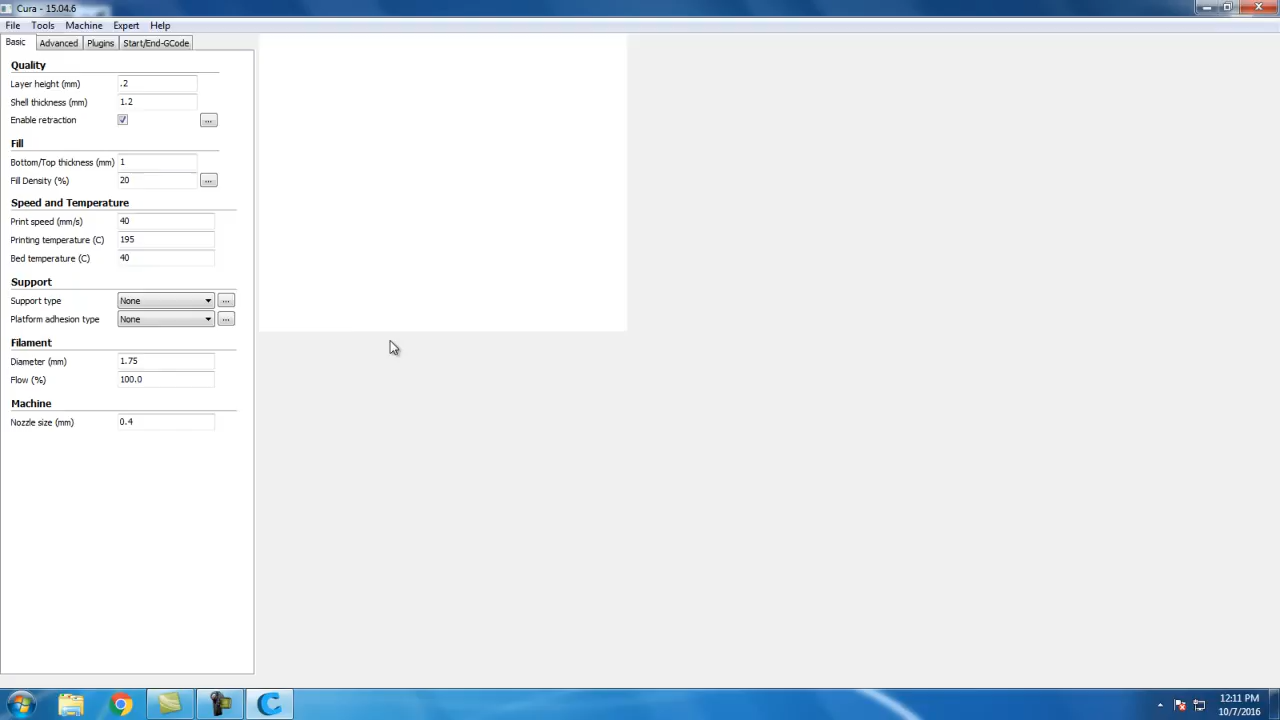 Cura - 15.04.6
File Tools Machine Expert Help
Basic Advanced Plugins Start/End-GCode
Quality
Layer height (mm) .2
Shell thickness (mm) 1.2
Enable retraction ...
Fill
Bottom/Top thickness (mm) 1
Fill Density (%) 20 ...
Speed and Temperature
Print speed (mm/s) 40
Printing temperature (C) 195
Bed temperature (C) 40
Support
Support type None ...
Platform adhesion type None ...
Filament
Diameter (mm) 1.75
Flow (%) 100.0
Machine
Nozzle size (mm) 0.4
12:11 PM
10/7/2016